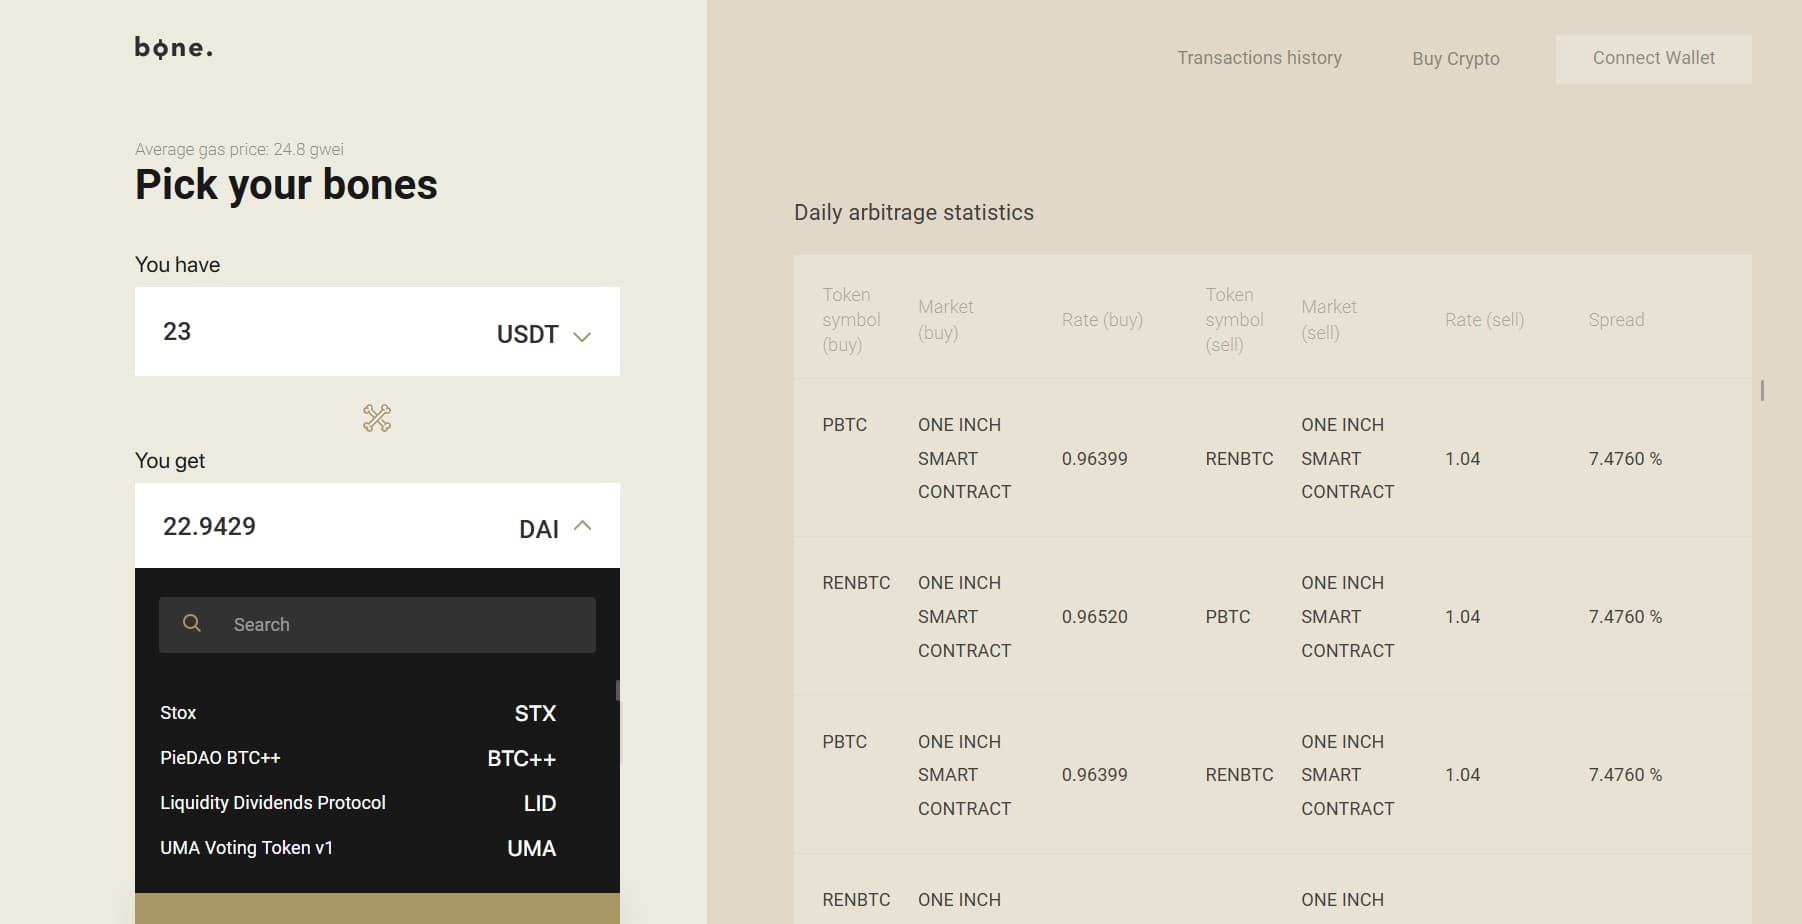 bone.
Transactions history
Buy Crypto
Connect Wallet
Average gas price: 24.8 gwei
Pick your bones
You have
23
USDT
You get
22.9429
DAI
Search
Stox STX
PieDAO BTC++ BTC++
Liquidity Dividends Protocol LID
UMA Voting Token v1 UMA
Daily arbitrage statistics
Token
symbol
(buy)
Market
(buy)
Rate (buy)
Token
symbol
(sell)
Market
(sell)
Rate (sell)
Spread
PBTC
ONE INCH
SMART
CONTRACT
0.96399
RENBTC
ONE INCH
SMART
CONTRACT
1.04
7.4760 %
RENBTC
ONE INCH
SMART
CONTRACT
0.96520
PBTC
ONE INCH
SMART
CONTRACT
1.04
7.4760 %
PBTC
ONE INCH
SMART
CONTRACT
0.96399
RENBTC
ONE INCH
SMART
CONTRACT
1.04
7.4760 %
RENBTC
ONE INCH
ONE INCH